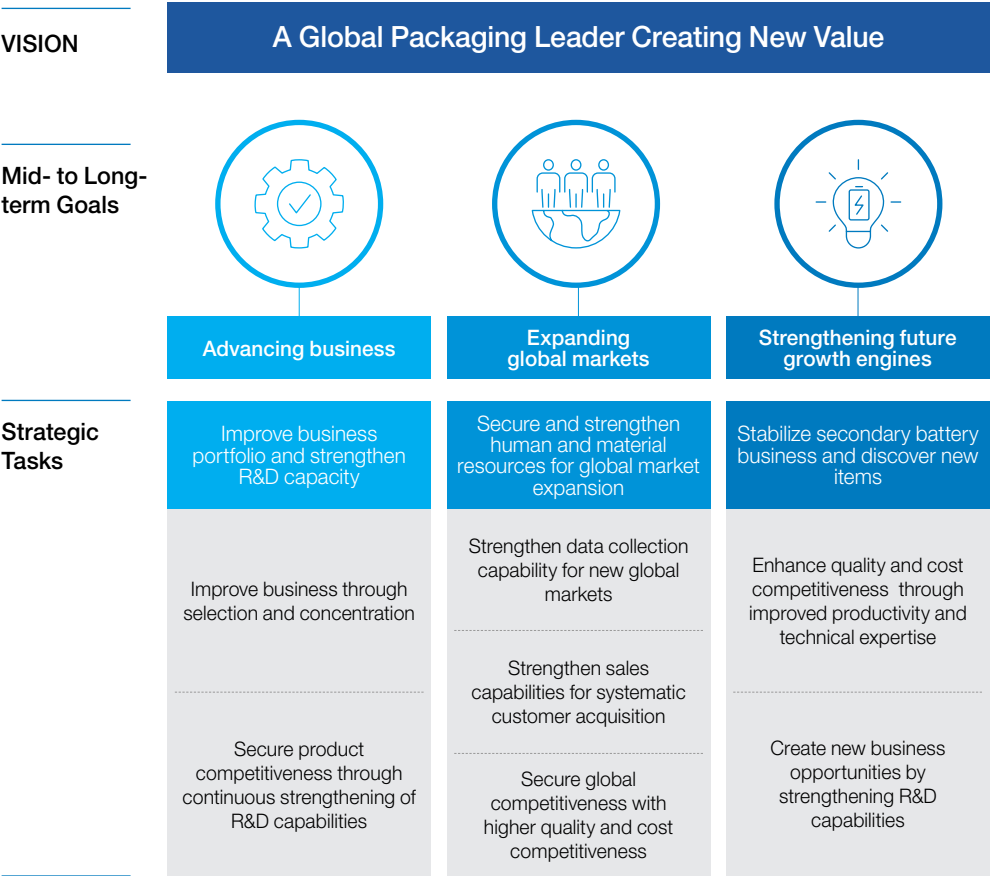 VISION
A Global Packaging Leader Creating New Value
Mid- to Long-
term Goals
Advancing business
Expanding
global markets
Strengthening future
growth engines
Strategic
Tasks
Improve business
portfolio and strengthen
R&D capacity
Secure and strengthen
human and material
resources for global market
expansion
Stabilize secondary battery
business and discover new
items
Improve business through
selection and concentration
Secure product
competitiveness through
continuous strengthening of
R&D capabilities
Strengthen data collection
capability for new global
markets
Strengthen sales
capabilities for systematic
customer acquisition
Secure global
competitiveness with
higher quality and cost
competitiveness
Enhance quality and cost
competitiveness through
improved productivity and
technical expertise
Create new business
opportunities by
strengthening R&D
capabilities